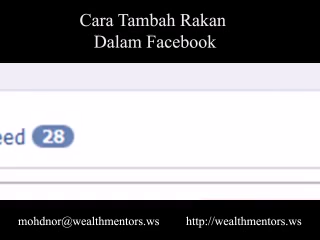 Cara Tambah Rakan
Dalam Facebook
eed 28
mohdnor@wealthmentors.ws http://wealthmentors.ws